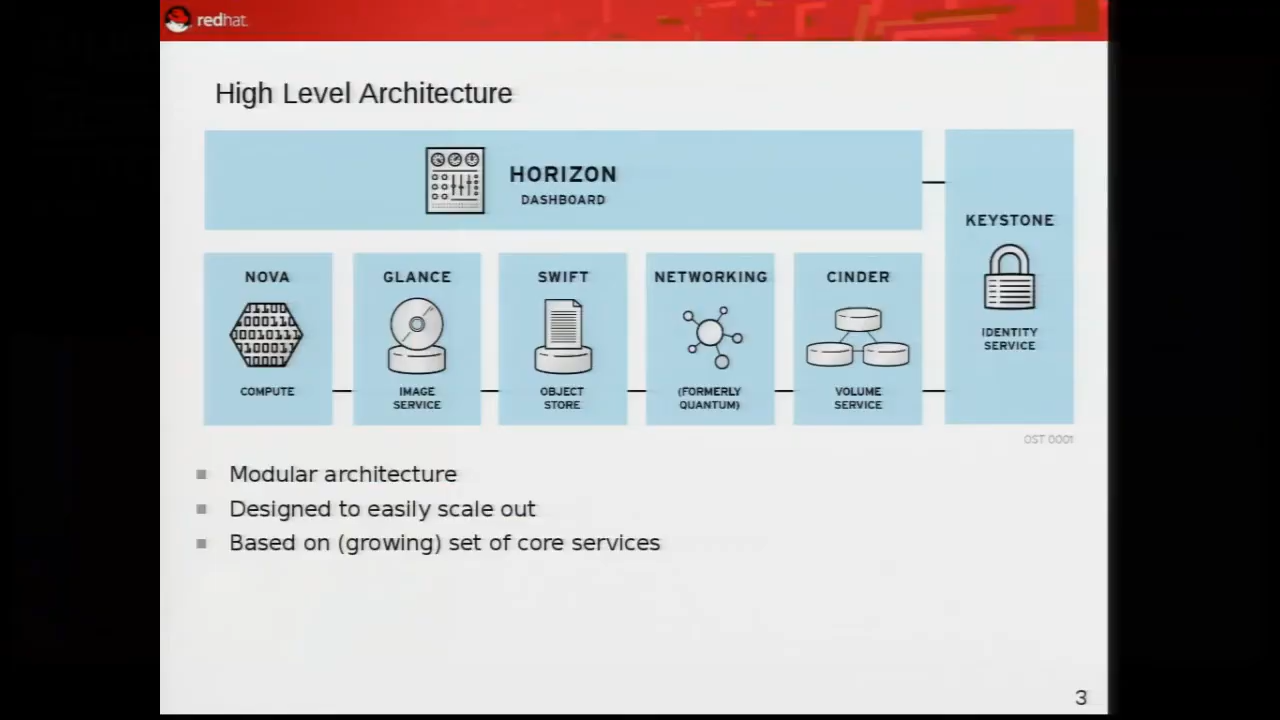 redhat.
High Level Architecture
HORIZON
DASHBOARD
KEYSTONE
IDENTITY
SERVICE
NOVA
COMPUTE
GLANCE
IMAGE
SERVICE
SWIFT
OBJECT
STORE
NETWORKING
(FORMERLY
QUANTUM)
CINDER
VOLUME
SERVICE
OST 0001
Modular architecture
Designed to easily scale out
Based on (growing) set of core services
3